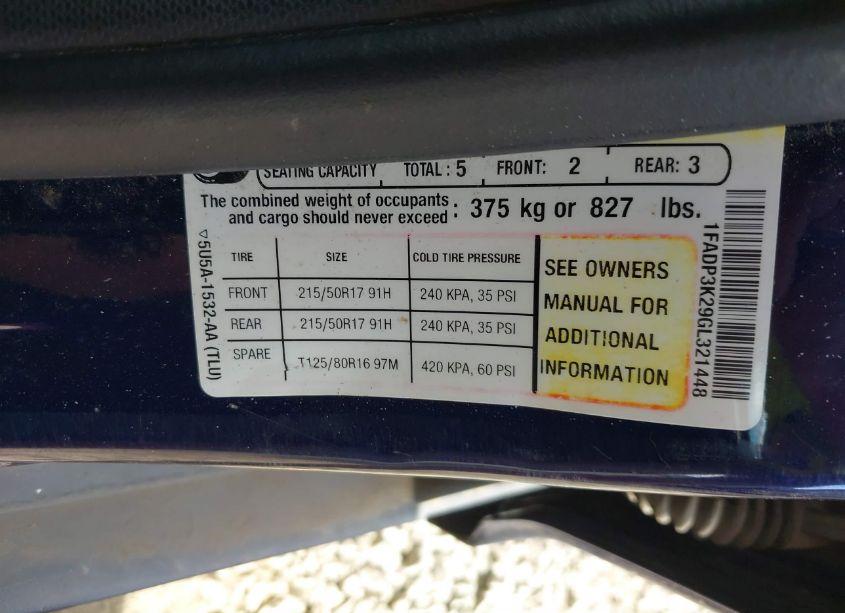 SEATING CAPACITY TOTAL : 5 FRONT: 2 REAR: 3
The combined weight of occupants
and cargo should never exceed : 375 kg or 827 lbs.
TIRE SIZE COLD TIRE PRESSURE
FRONT 215/50R17 91H 240 KPA, 35 PSI
REAR 215/50R17 91H 240 KPA, 35 PSI
SPARE T125/80R16 97M 420 KPA, 60 PSI
SEE OWNERS
MANUAL FOR
ADDITIONAL
INFORMATION
5U5A-1532-AA (TLU)
1FADP3K29GL321448